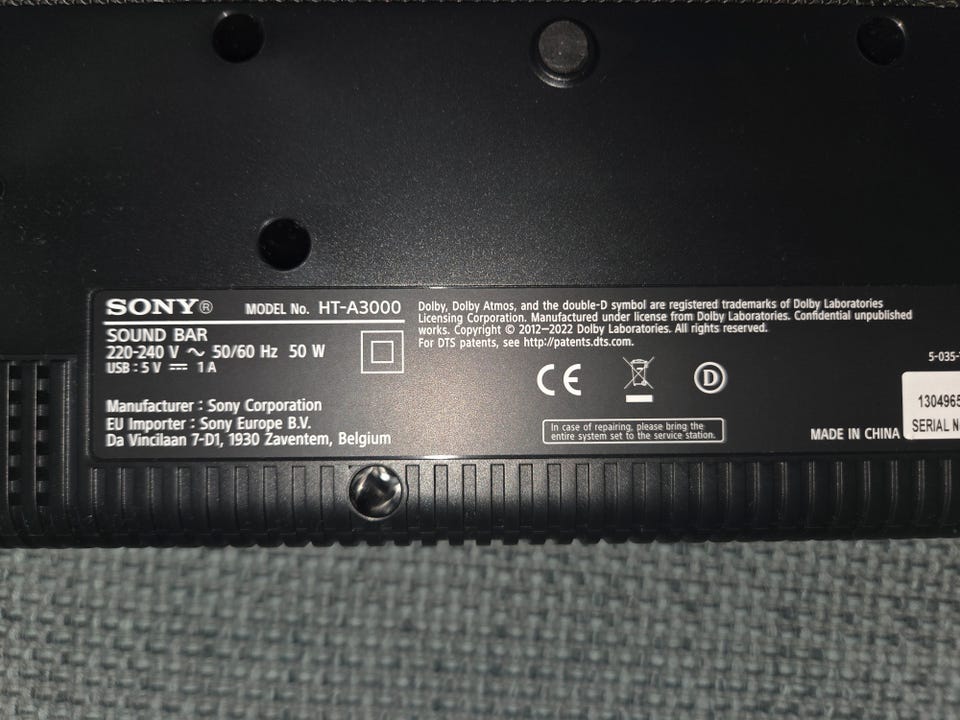 SONY® MODEL No. HT-A3000
SOUND BAR
220-240 V ~ 50/60 Hz 50 W
USB : 5 V ⎓ 1 A
Manufacturer : Sony Corporation
EU Importer : Sony Europe B.V.
Da Vincilaan 7-D1, 1930 Zaventem, Belgium
Dolby, Dolby Atmos, and the double-D symbol are registered trademarks of Dolby Laboratories
Licensing Corporation. Manufactured under license from Dolby Laboratories. Confidential unpublished
works. Copyright © 2012–2022 Dolby Laboratories. All rights reserved.
For DTS patents, see http://patents.dts.com.
CE
D
In case of repairing, please bring the
entire system set to the service station.
MADE IN CHINA
5-035-
1304965
SERIAL